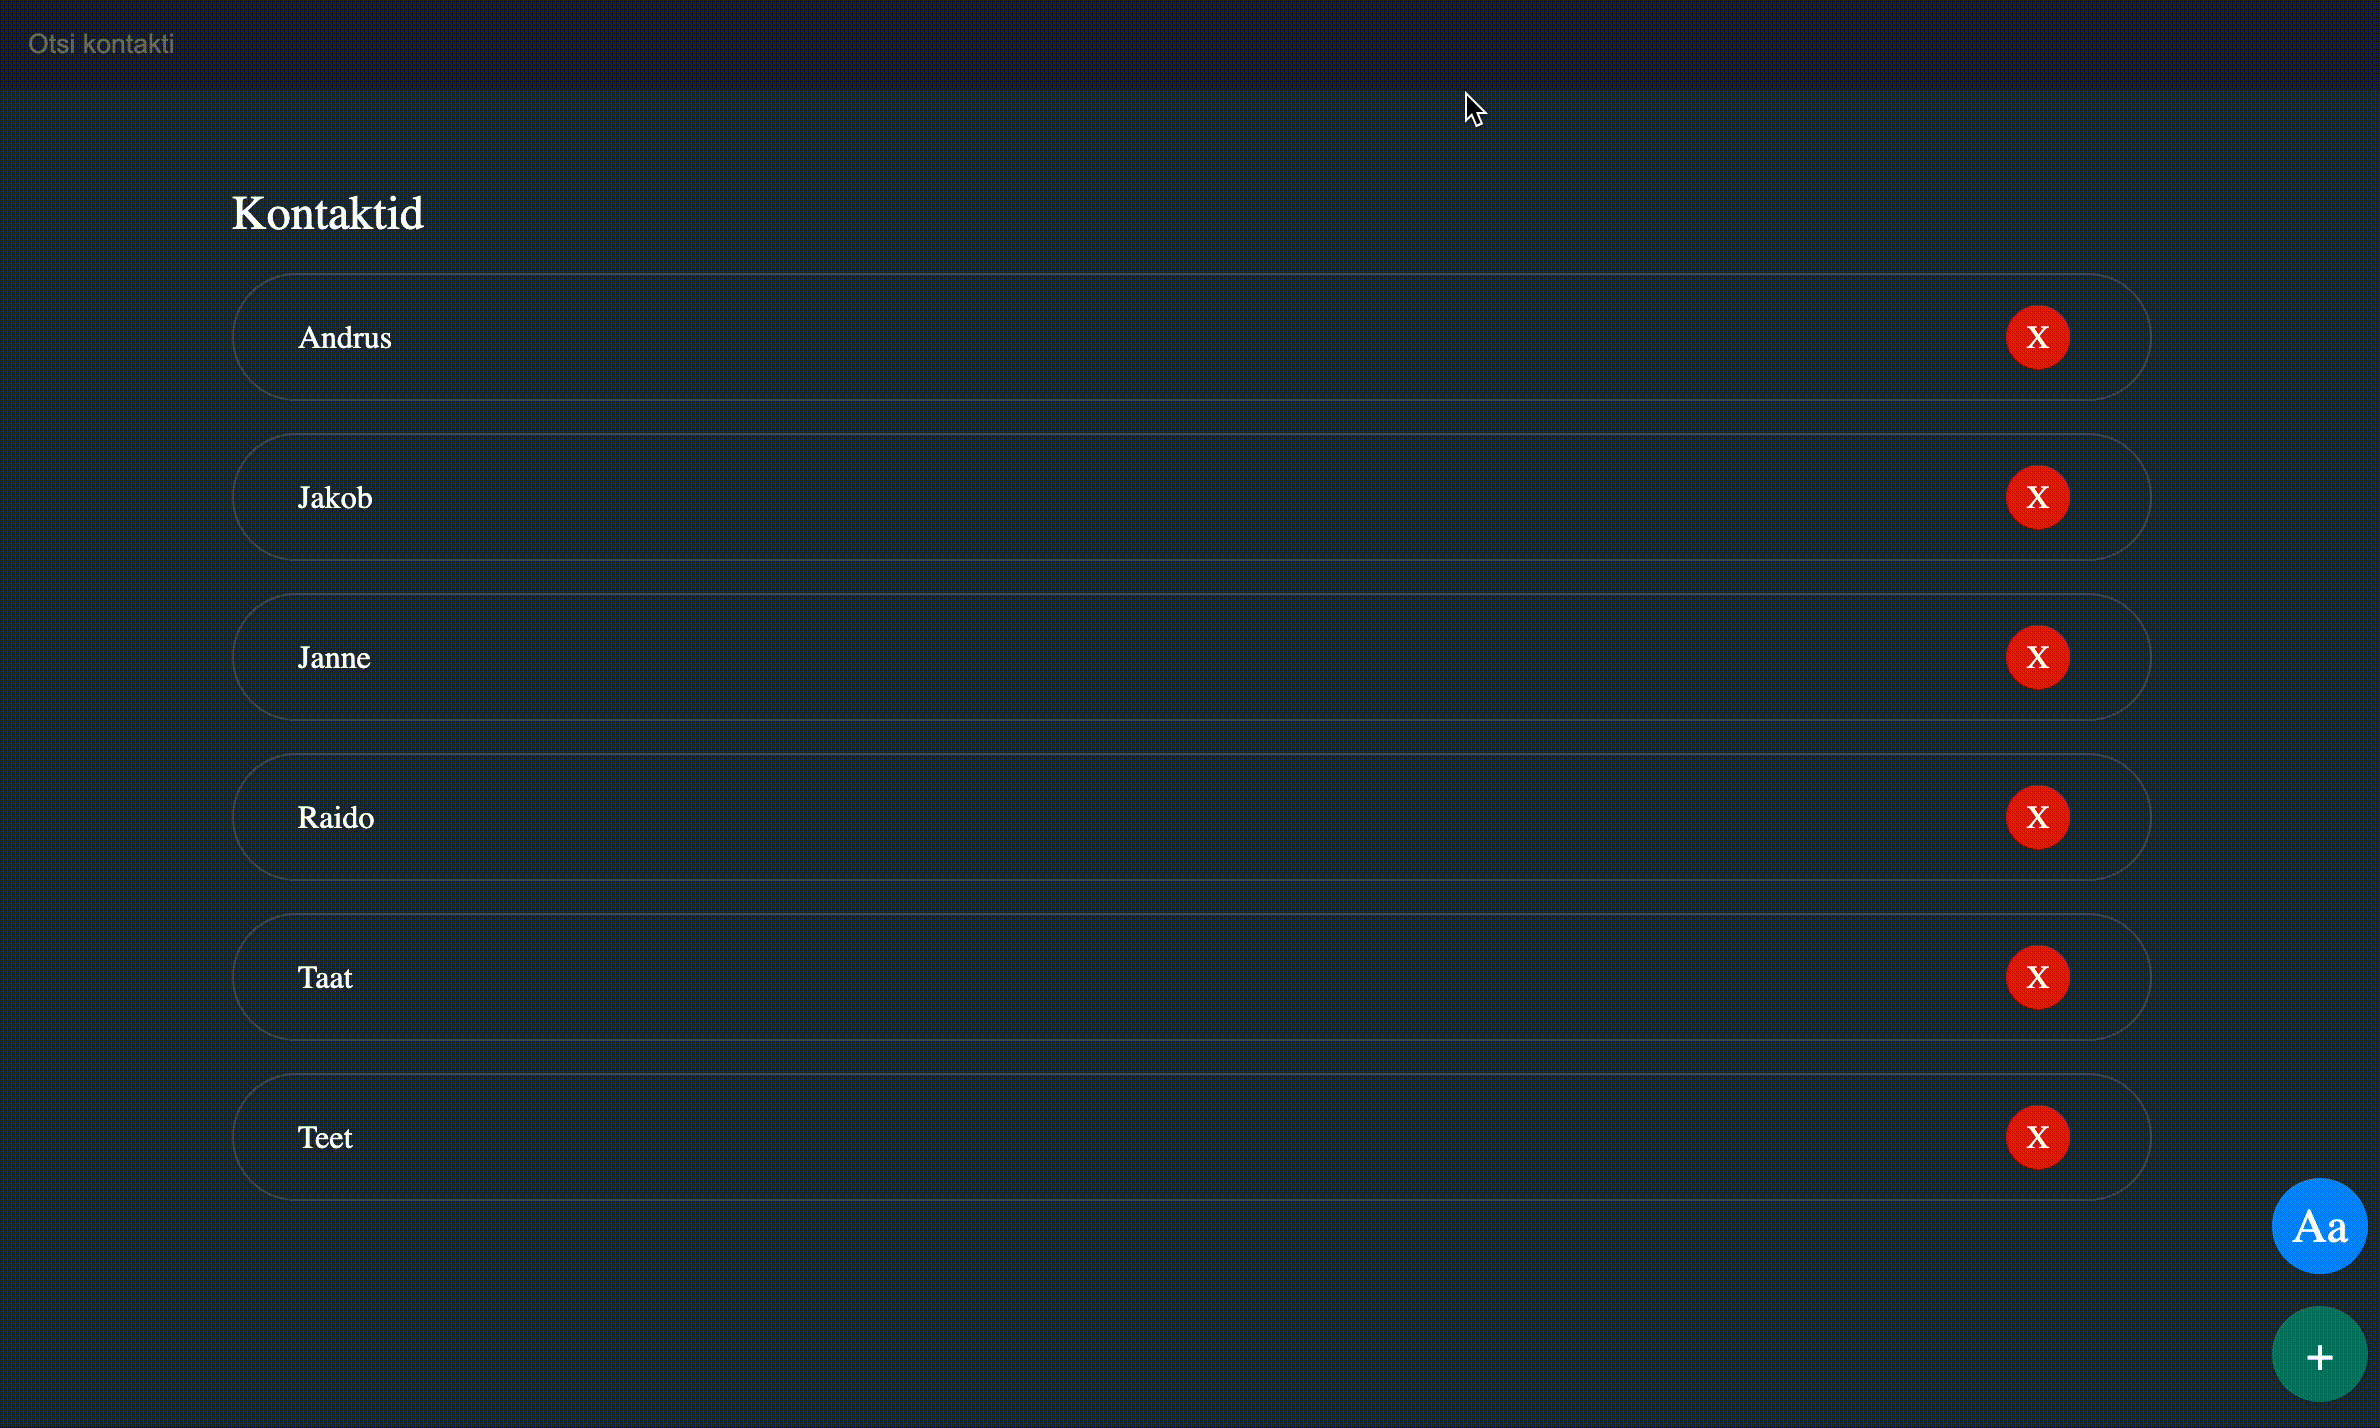 Otsi kontakti
Kontaktid
Andrus X
Jakob X
Janne X
Raido X
Taat X
Teet X
Aa
+